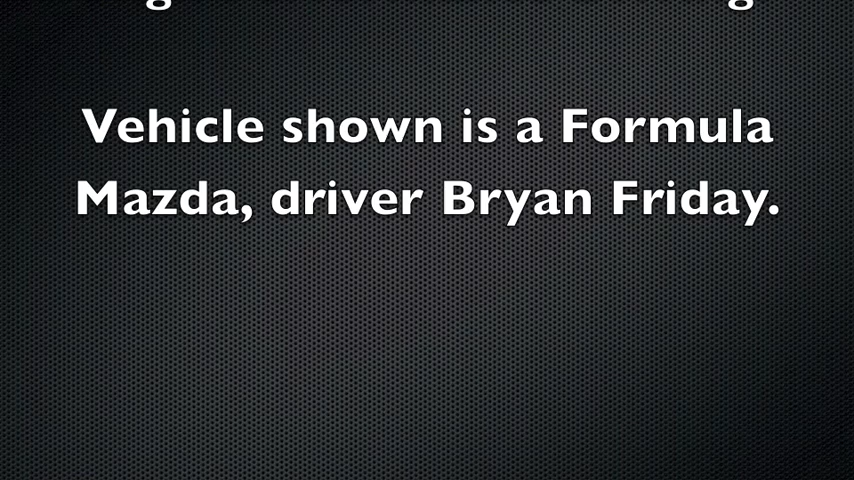 Vehicle shown is a Formula
Mazda, driver Bryan Friday.